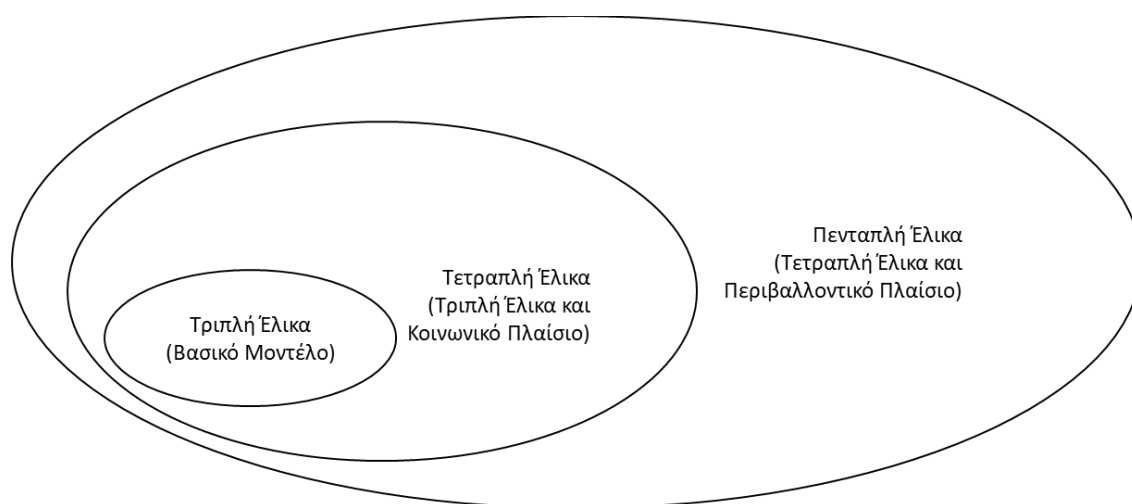 Τριπλή Έλικα
(Βασικό Μοντέλο)
Τετραπλή Έλικα
(Τριπλή Έλικα και
Κοινωνικό Πλαίσιο)
Πενταπλή Έλικα
(Τετραπλή Έλικα και
Περιβαλλοντικό Πλαίσιο)